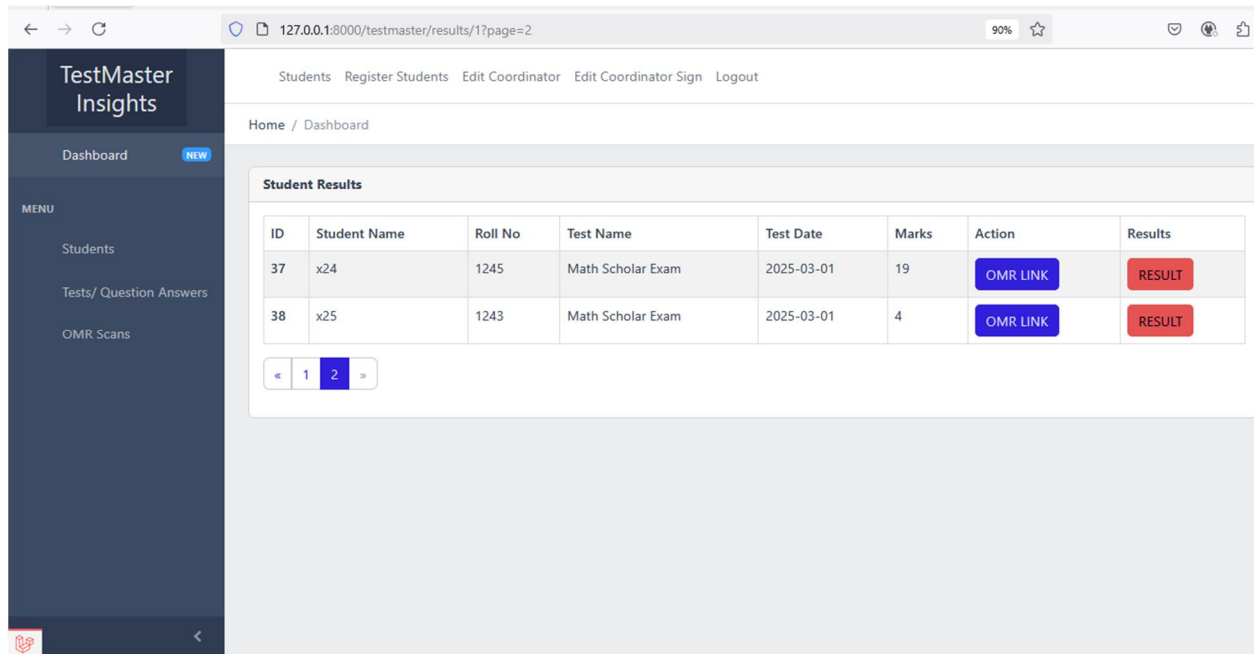 127.0.0.1:8000/testmaster/results/1?page=2
90%
TestMaster
Insights
Students Register Students Edit Coordinator Edit Coordinator Sign Logout
Home / Dashboard
Dashboard NEW
MENU
Students
Tests/ Question Answers
OMR Scans
Student Results
ID Student Name Roll No Test Name Test Date Marks Action Results
37 x24 1245 Math Scholar Exam 2025-03-01 19 OMR LINK RESULT
38 x25 1243 Math Scholar Exam 2025-03-01 4 OMR LINK RESULT
« 1 2 »